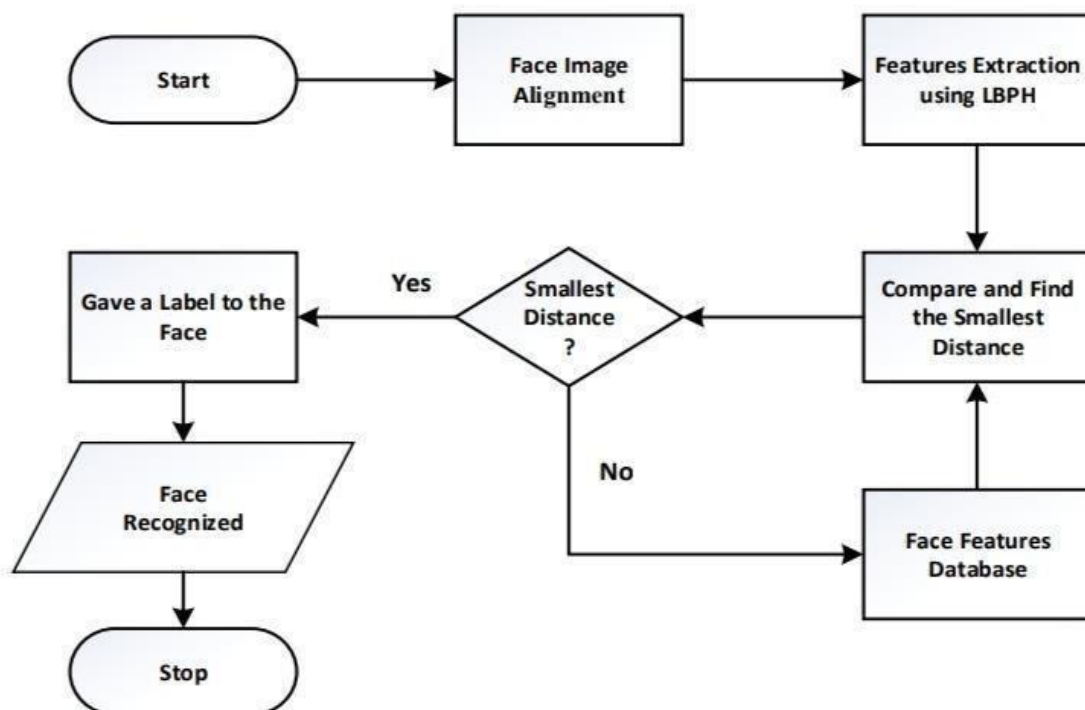 Start
Face Image
Alignment
Features Extraction
using LBPH
Gave a Label to the
Face
Yes
Smallest
Distance
?
Compare and Find
the Smallest
Distance
No
Face
Recognized
Face Features
Database
Stop